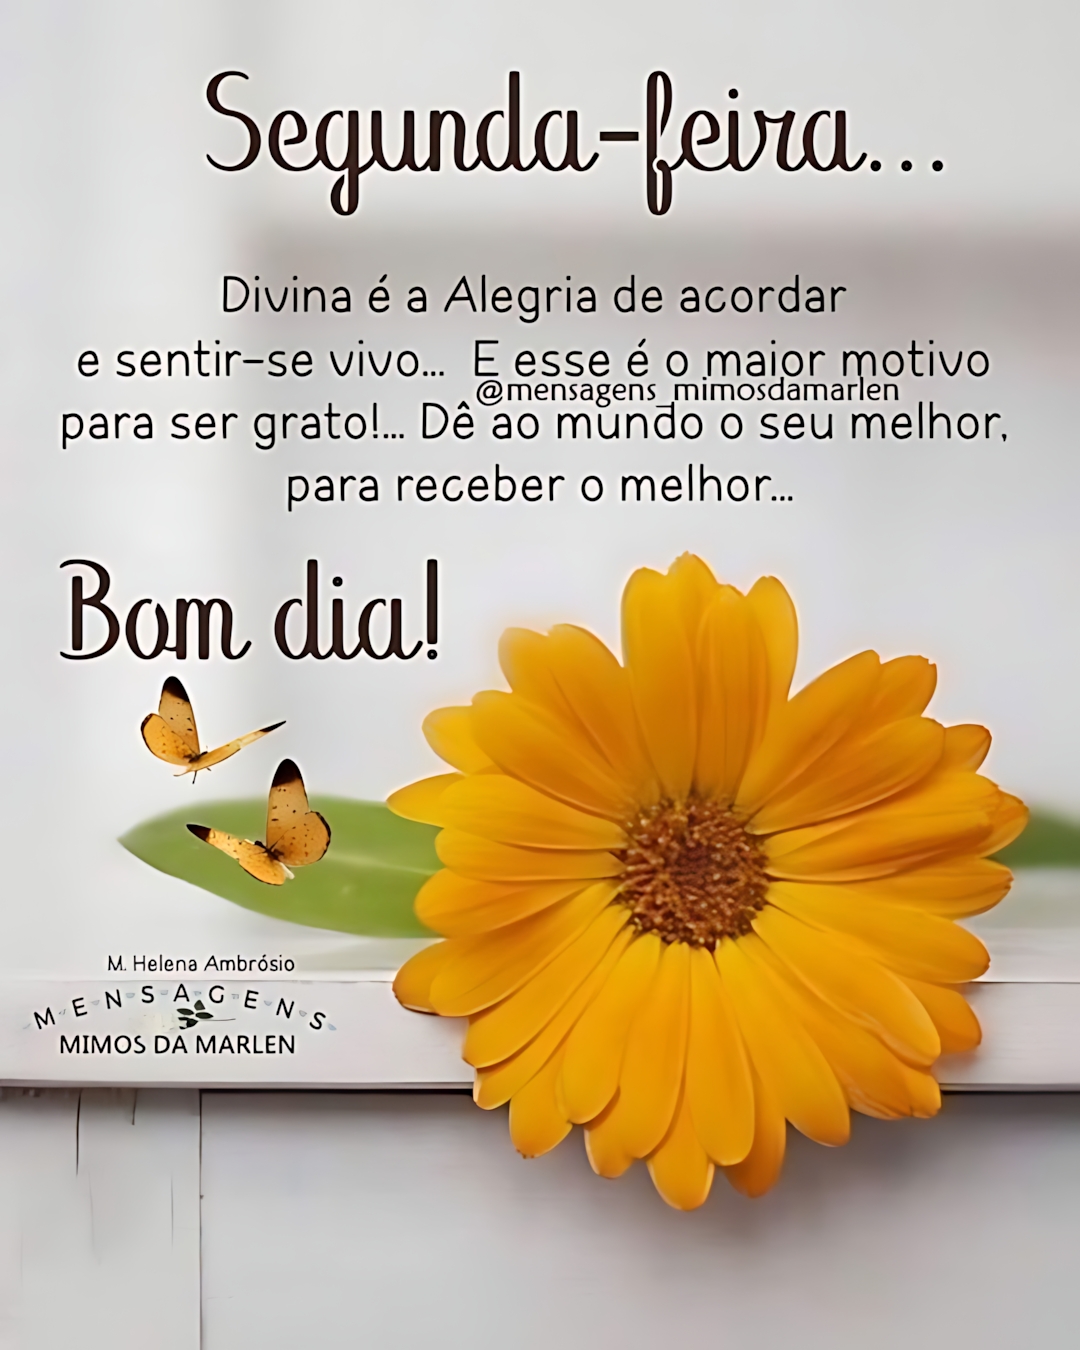 Segunda-feira...
Divina é a Alegria de acordar
e sentir-se vivo... E esse é o maior motivo
@mensagens_mimosdamarlen
para ser grato!... Dê ao mundo o seu melhor,
para receber o melhor...
Bom dia!
M. Helena Ambrósio
MENSAGENS
MIMOS DA MARLEN